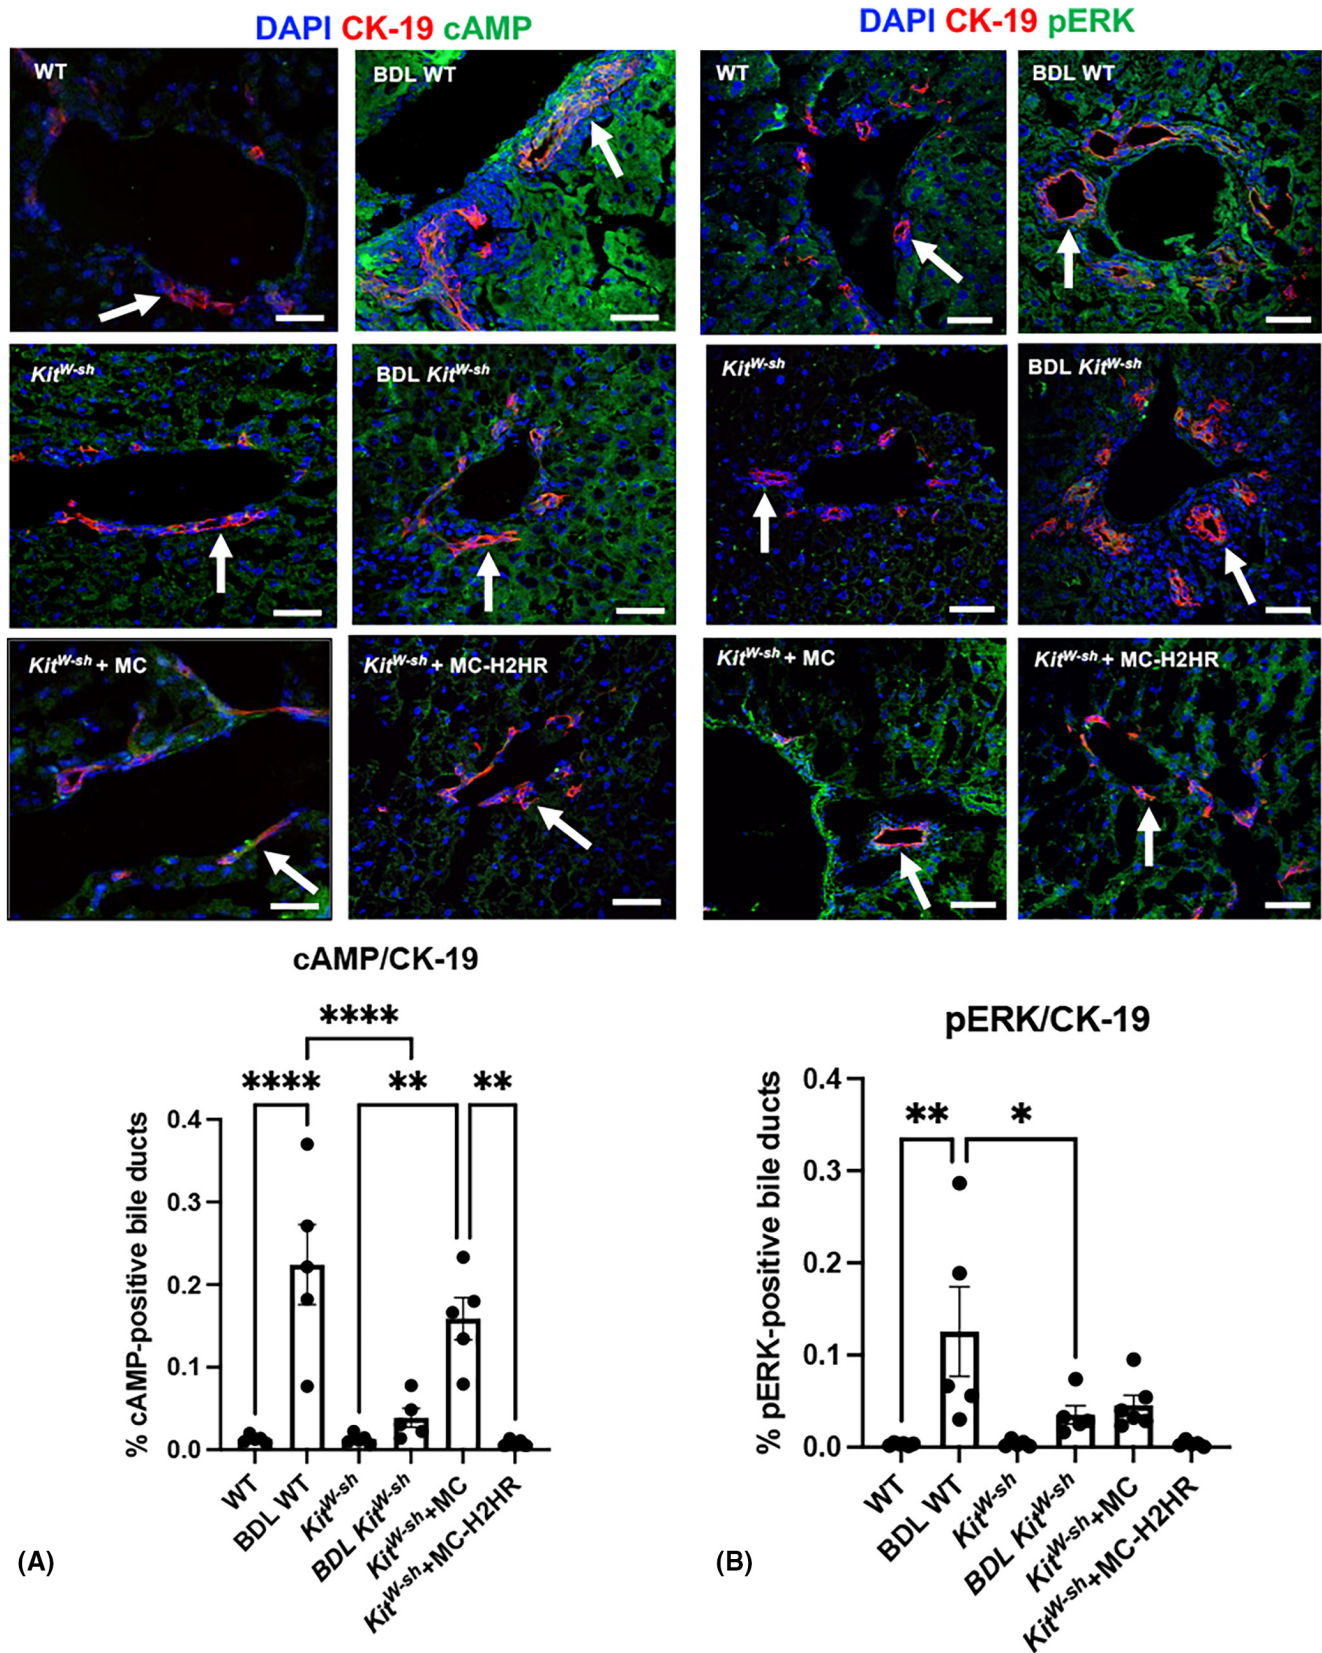 DAPI CK-19 cAMP
WT
BDL WT
Kit^W-sh
BDL Kit^W-sh
Kit^W-sh + MC
Kit^W-sh + MC-H2HR
cAMP/CK-19
****
****
**
**
% cAMP-positive bile ducts
0.4
0.3
0.2
0.1
0.0
WT
BDL WT
Kit^W-sh
BDL Kit^W-sh
Kit^W-sh+MC
Kit^W-sh+MC-H2HR
(A)
DAPI CK-19 pERK
WT
BDL WT
Kit^W-sh
BDL Kit^W-sh
Kit^W-sh + MC
Kit^W-sh + MC-H2HR
pERK/CK-19
**
*
% pERK-positive bile ducts
0.4
0.3
0.2
0.1
0.0
WT
BDL WT
Kit^W-sh
BDL Kit^W-sh
Kit^W-sh+MC
Kit^W-sh+MC-H2HR
(B)